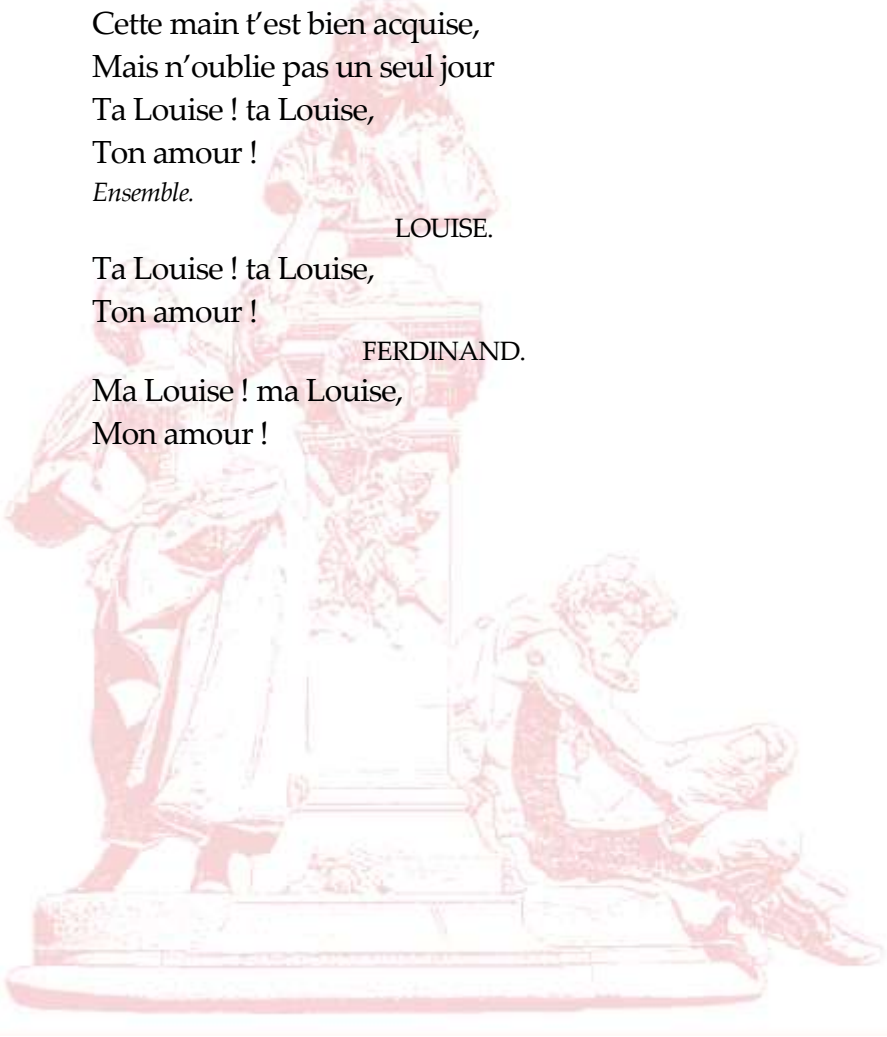 Cette main t’est bien acquise,
Mais n’oublie pas un seul jour
Ta Louise ! ta Louise,
Ton amour !
Ensemble.
LOUISE.
Ta Louise ! ta Louise,
Ton amour !
FERDINAND.
Ma Louise ! ma Louise,
Mon amour !